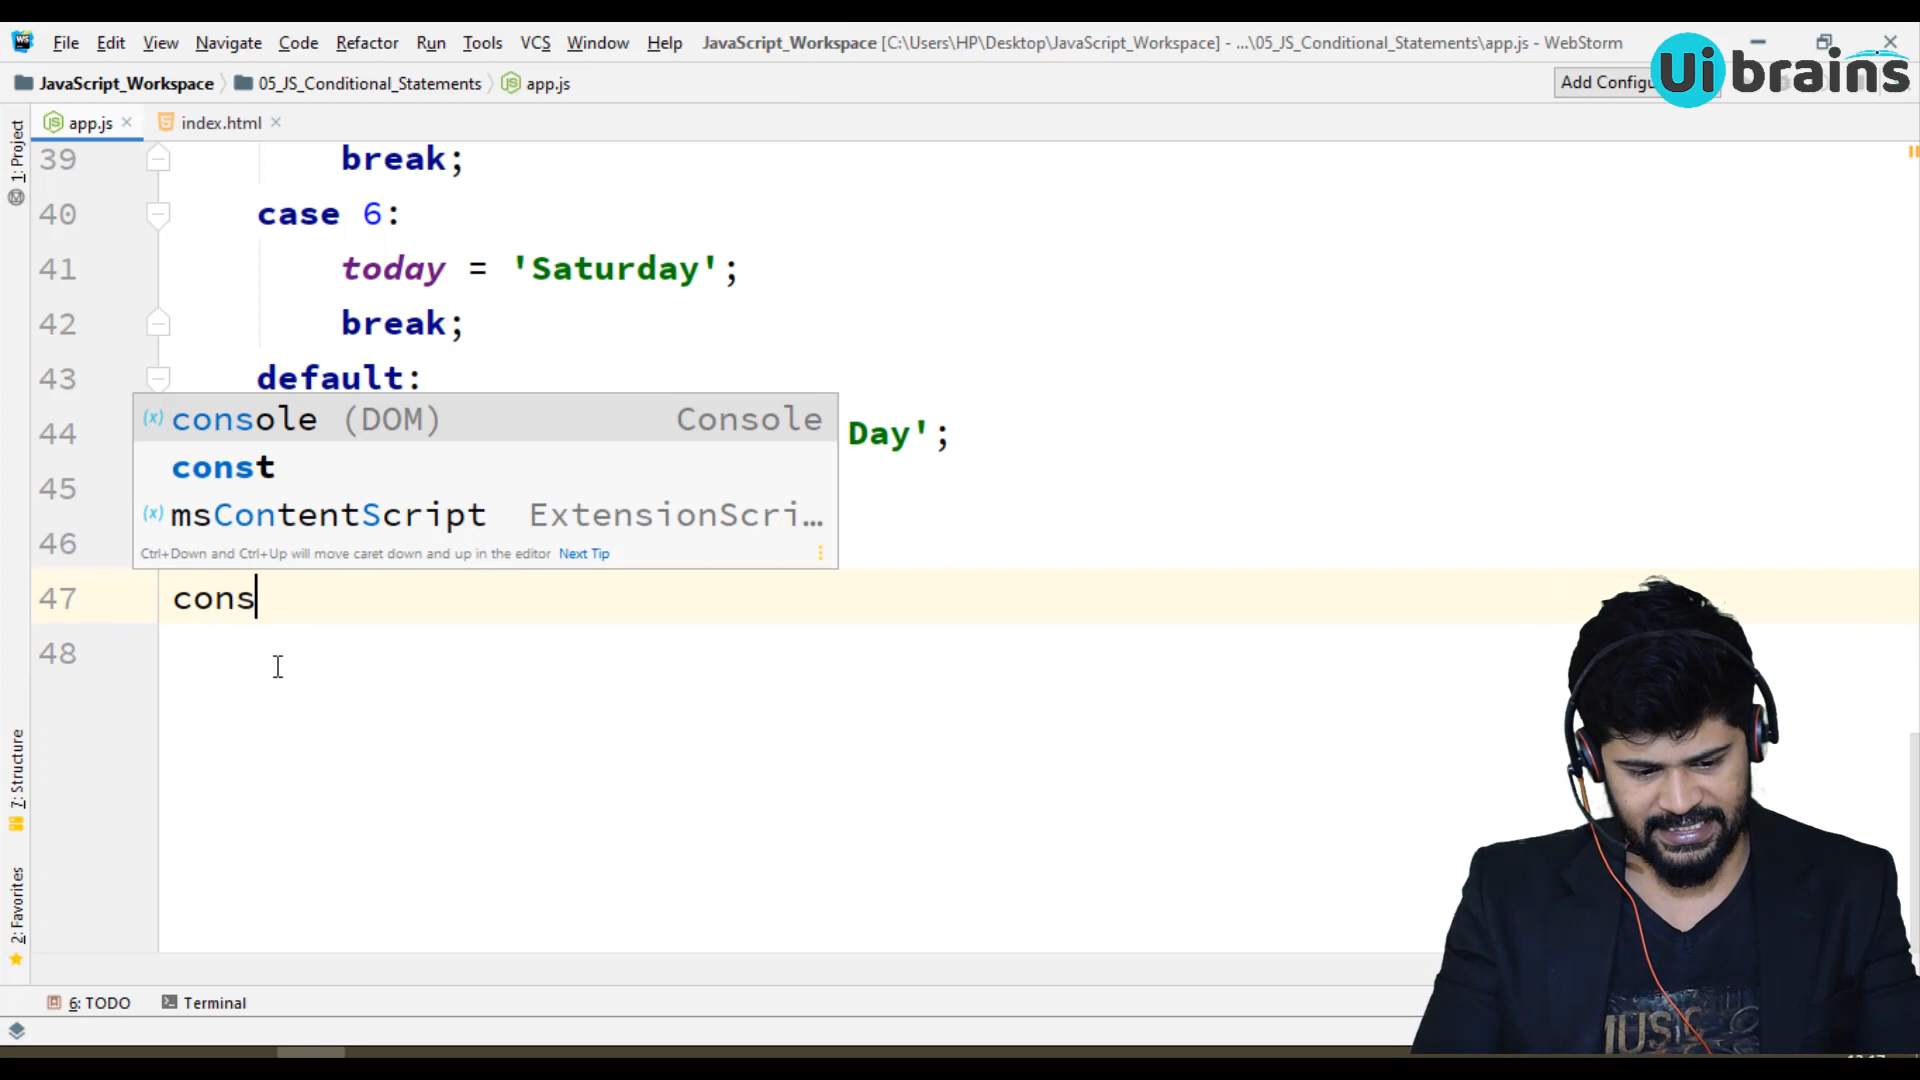 File Edit View Navigate Code Refactor Run Tools VCS Window Help JavaScript_Workspace [C:\Users\HP\Desktop\JavaScript_Workspace] - ...\05_JS_Conditional_Statements\app.js - WebStorm
JavaScript_Workspace 05_JS_Conditional_Statements app.js Add Configu
Ui brains
app.js index.html
1: Project
39 break;
40 case 6:
41 today = 'Saturday';
42 break;
43 default:
console (DOM) Console
44 Day';
const
45
msContentScript ExtensionScri...
46
Ctrl+Down and Ctrl+Up will move caret down and up in the editor Next Tip
47 cons
48
7: Structure
2: Favorites
MUSIC
6: TODO Terminal